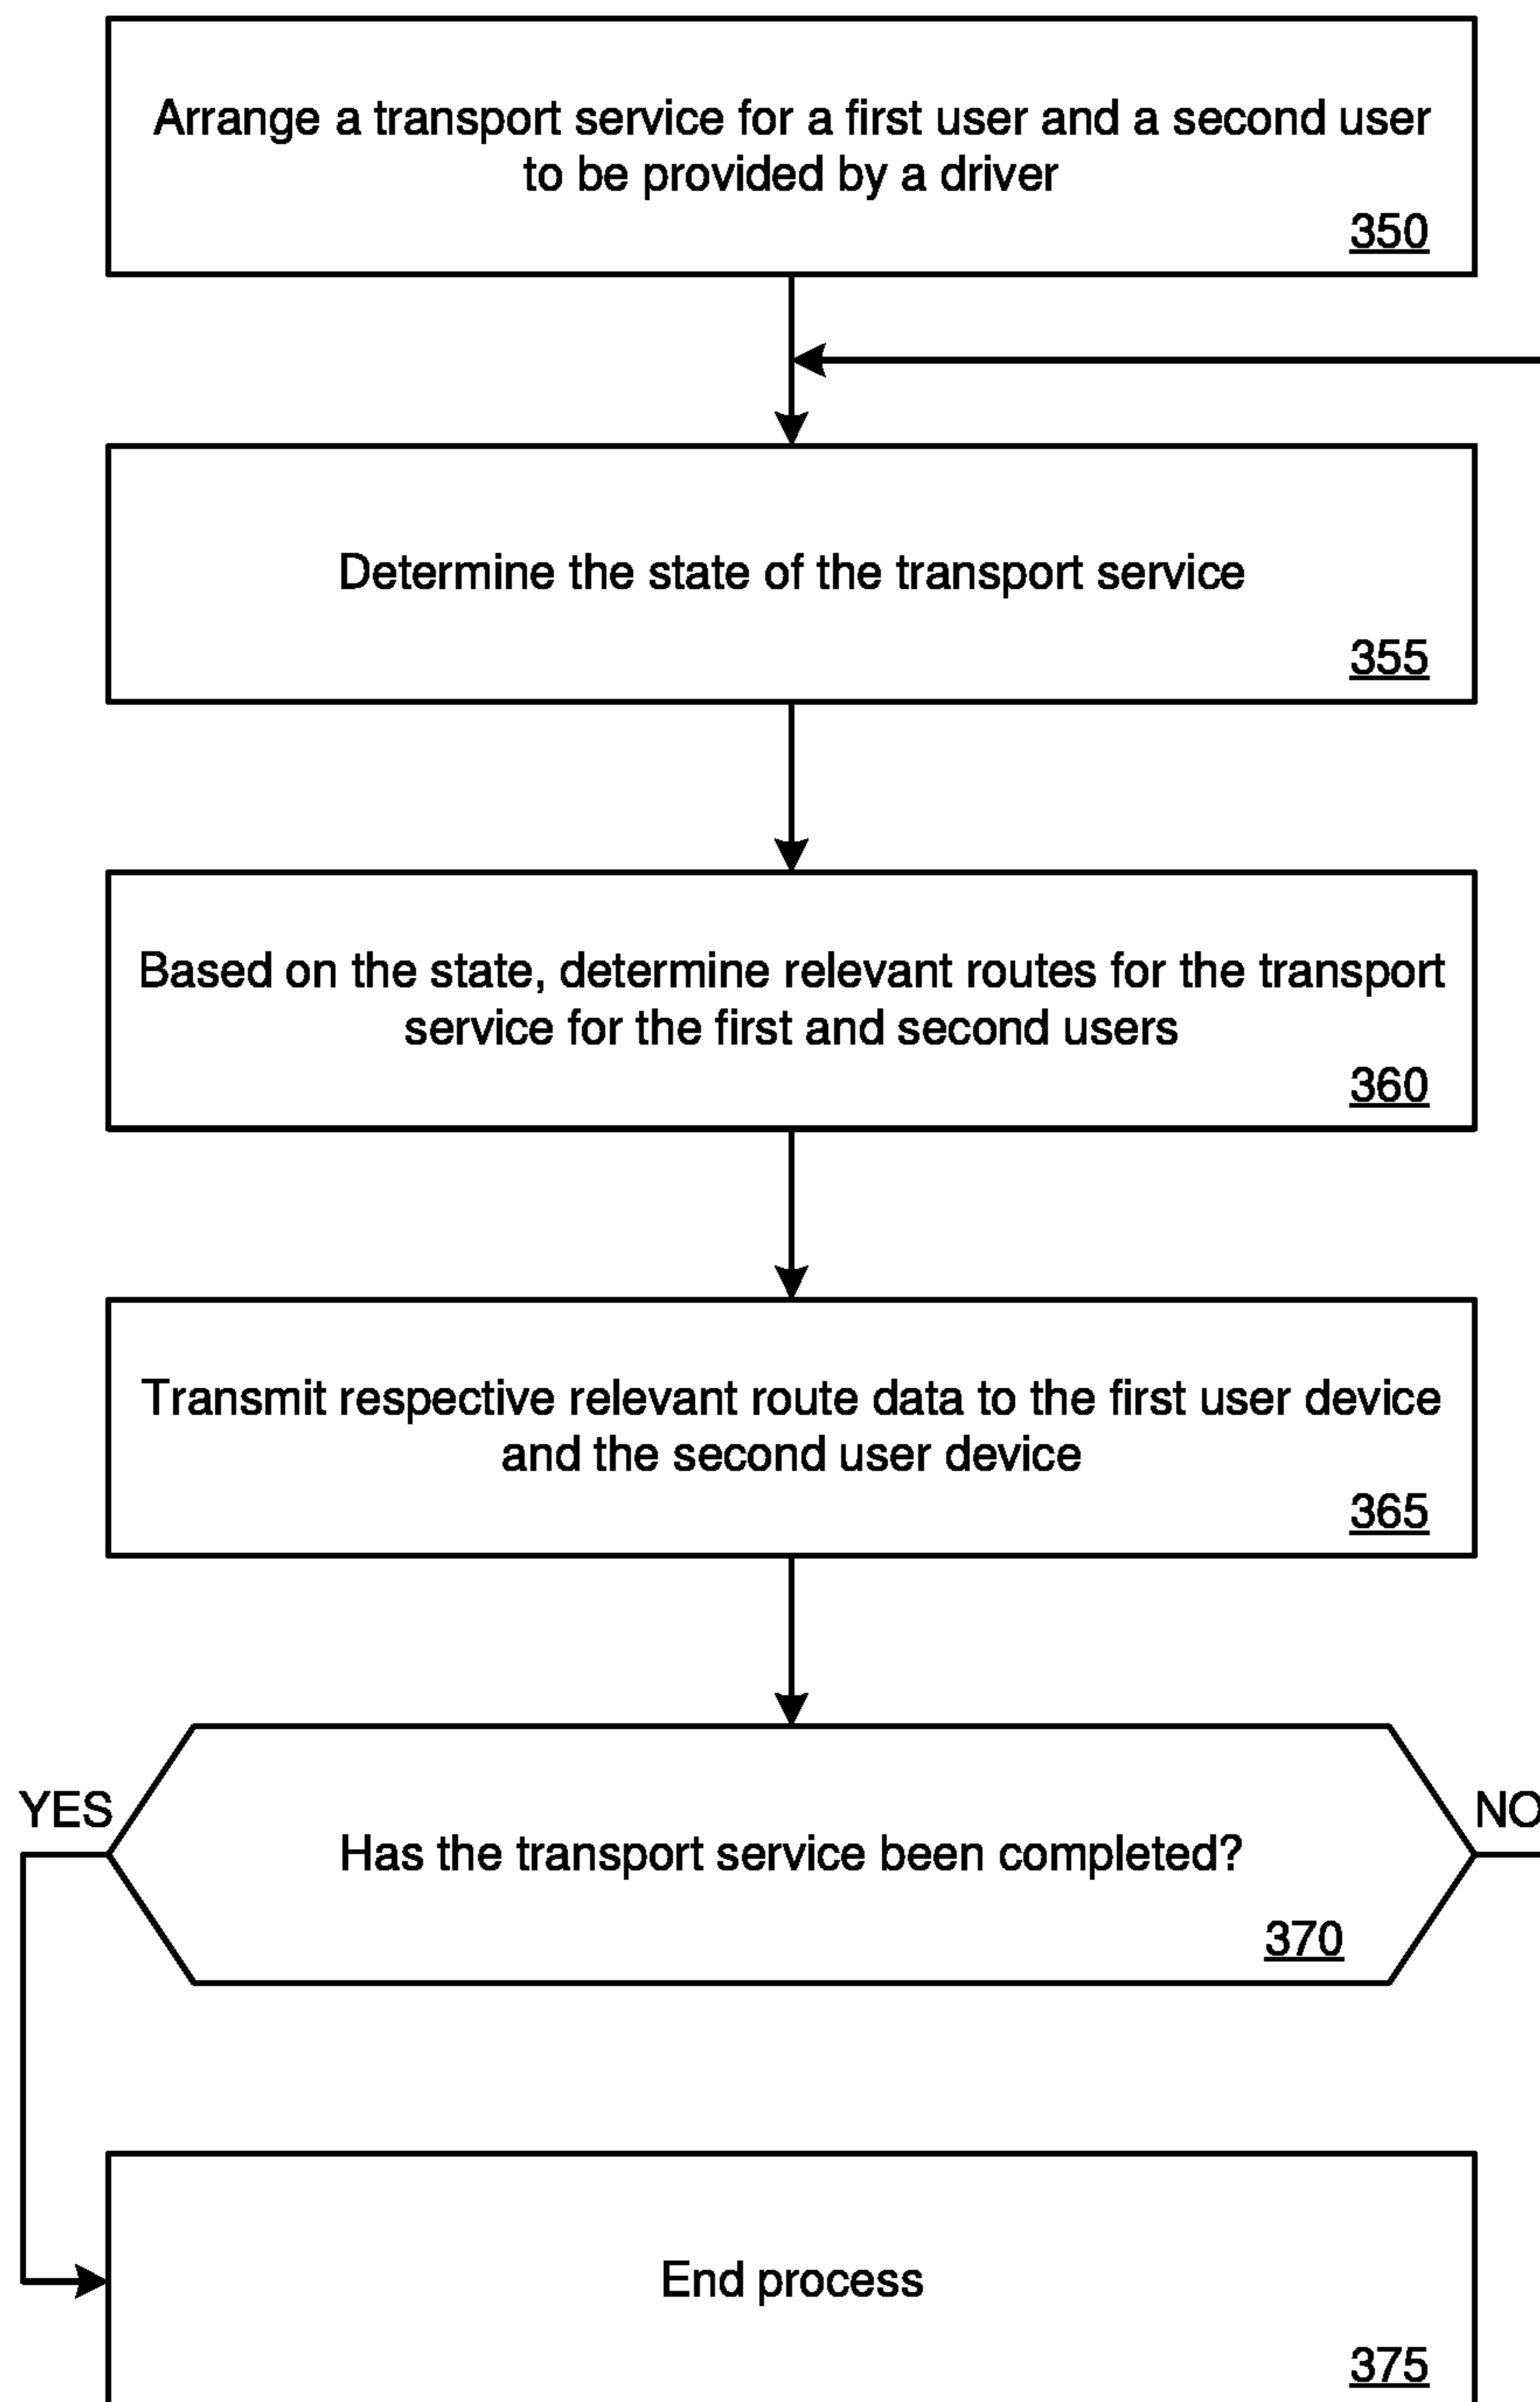 Arrange a transport service for a first user and a second user
to be provided by a driver
350
Determine the state of the transport service
355
Based on the state, determine relevant routes for the transport
service for the first and second users
360
Transmit respective relevant route data to the first user device
and the second user device
365
YES
NO
Has the transport service been completed?
370
End process
375